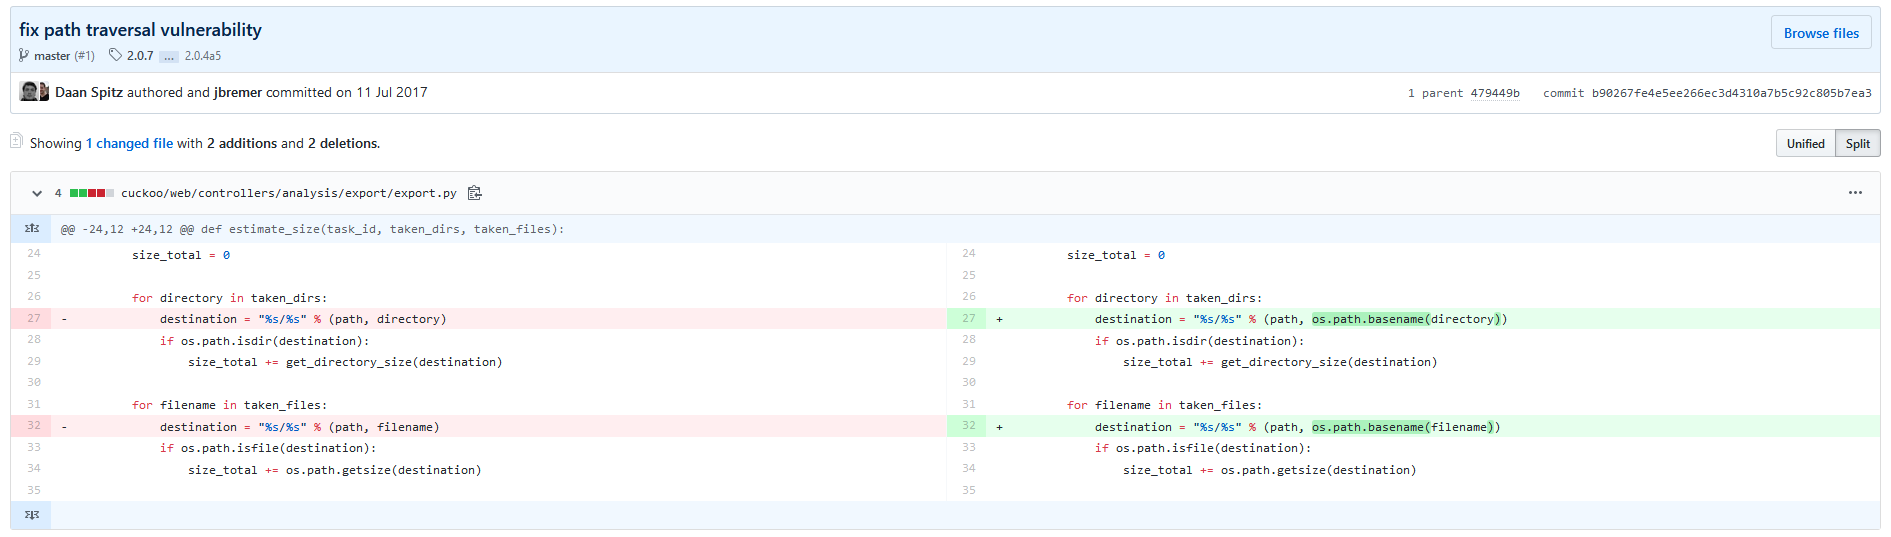 fix path traversal vulnerability
Browse files
master (#1) 2.0.7 ... 2.0.4a5
Daan Spitz authored and jbremer committed on 11 Jul 2017
1 parent 479449b commit b90267fe4e5ee266ec3d4310a7b5c92c805b7ea3
Showing 1 changed file with 2 additions and 2 deletions.
Unified Split
4 cuckoo/web/controllers/analysis/export/export.py
@@ -24,12 +24,12 @@ def estimate_size(task_id, taken_dirs, taken_files):
24 size_total = 0
25
26 for directory in taken_dirs:
27 - destination = "%s/%s" % (path, directory)
28 if os.path.isdir(destination):
29 size_total += get_directory_size(destination)
30
31 for filename in taken_files:
32 - destination = "%s/%s" % (path, filename)
33 if os.path.isfile(destination):
34 size_total += os.path.getsize(destination)
35
24 size_total = 0
25
26 for directory in taken_dirs:
27 + destination = "%s/%s" % (path, os.path.basename(directory))
28 if os.path.isdir(destination):
29 size_total += get_directory_size(destination)
30
31 for filename in taken_files:
32 + destination = "%s/%s" % (path, os.path.basename(filename))
33 if os.path.isfile(destination):
34 size_total += os.path.getsize(destination)
35